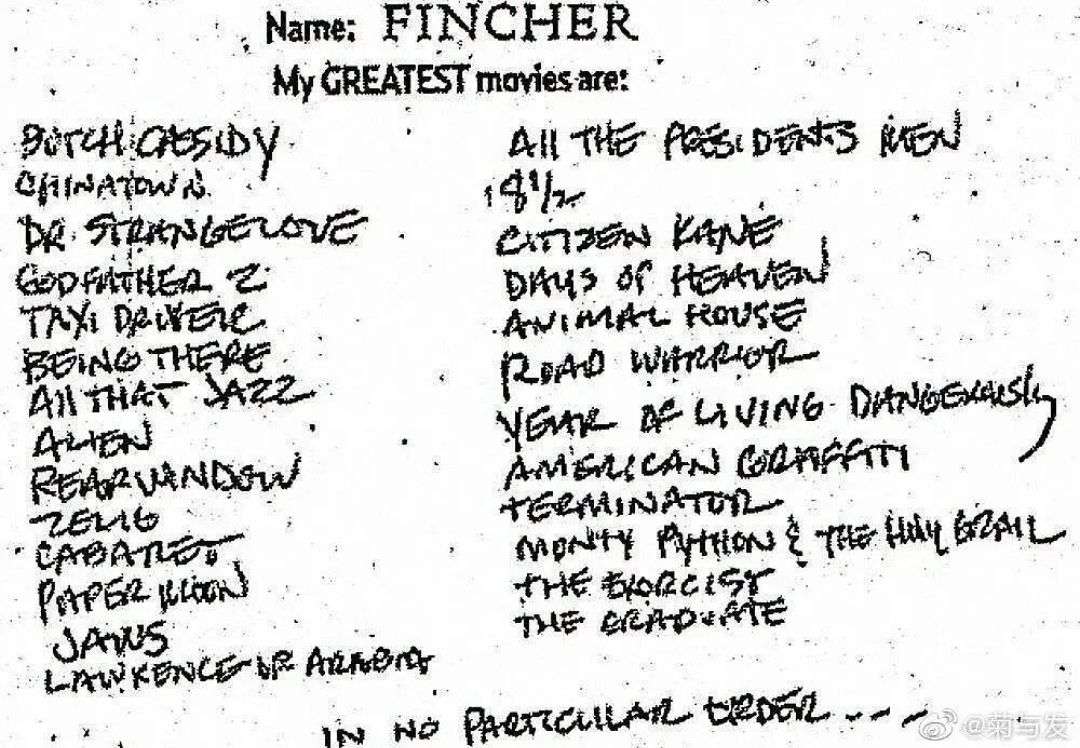 Name: FINCHER
My GREATEST movies are:
BUTCH CASSIDY
CHINATOWN
DR. STRANGELOVE
GODFATHER 2
TAXI DRIVER
BEING THERE
All THAT JAZZ
ALIEN
REAR WINDOW
ZELIG
CABARET
PAPER MOON
JAWS
LAWRENCE OF ARABIA
All THE PRESIDENTS MEN
8 1/2
CITIZEN KANE
DAYS OF HEAVEN
ANIMAL HOUSE
ROAD WARRIOR
YEAR OF LIVING DANGEROUSLY
AMERICAN GRAFFITI
TERMINATOR
MONTY PYTHON & THE HOLY GRAIL
THE EXORCIST
THE GRADUATE
IN NO PARTICULAR ORDER ---
@菊与发